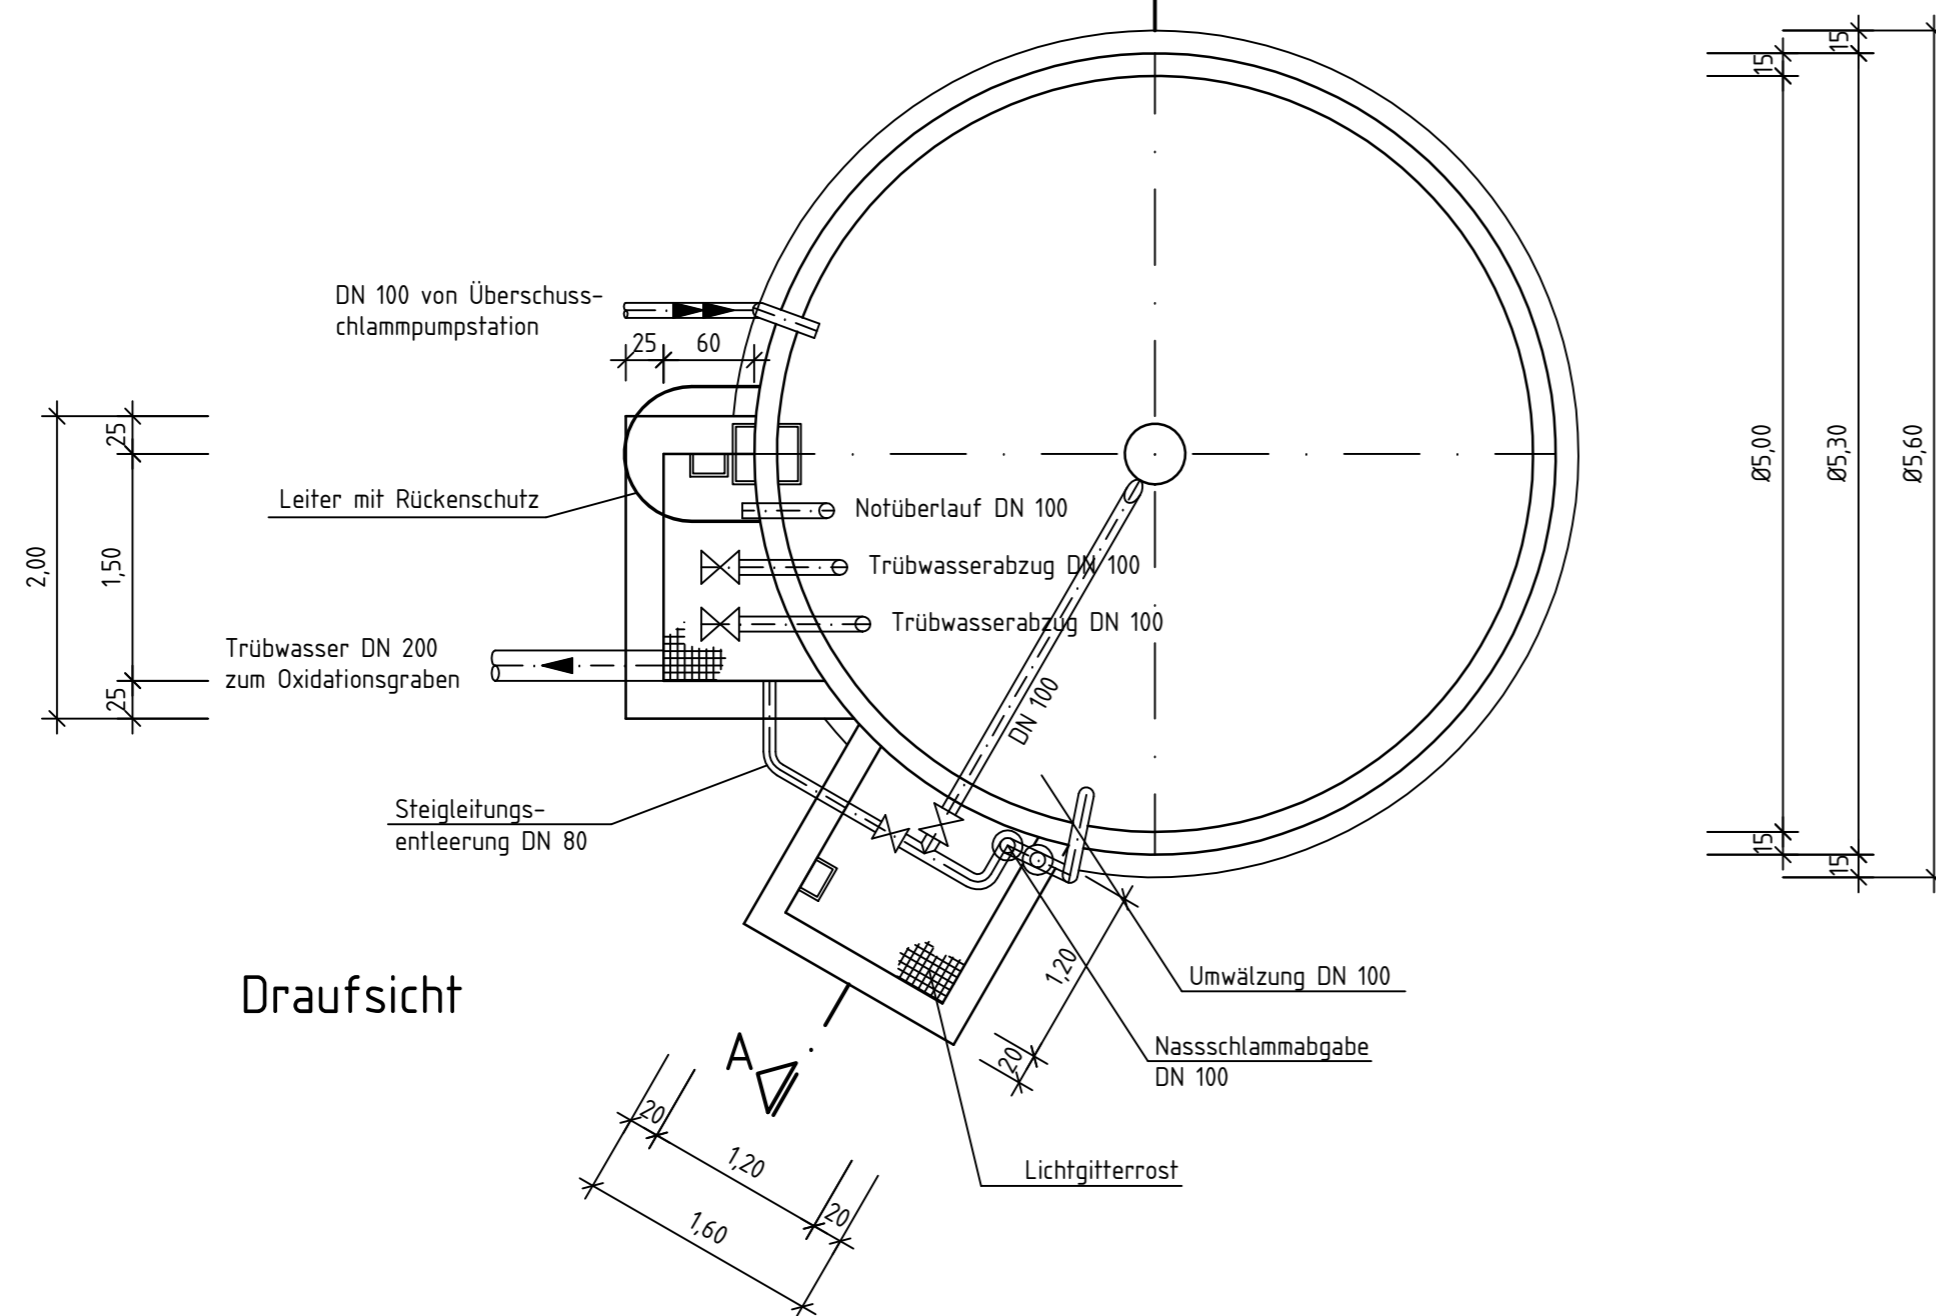 15
15
DN 100 von Überschuss-
chlammpumpstation
25 60
25
Leiter mit Rückenschutz
Notüberlauf DN 100
Ø5,00
Ø5,30
Ø5,60
2,00
1,50
Trübwasserabzug DN 100
Trübwasserabzug DN 100
Trübwasser DN 200
zum Oxidationsgraben
25
DN 100
Steigleitungs-
entleerung DN 80
15
15
Draufsicht
1,20
Umwälzung DN 100
A
20
Nassschlammabgabe
DN 100
20
1,20
20
1,60
Lichtgitterrost